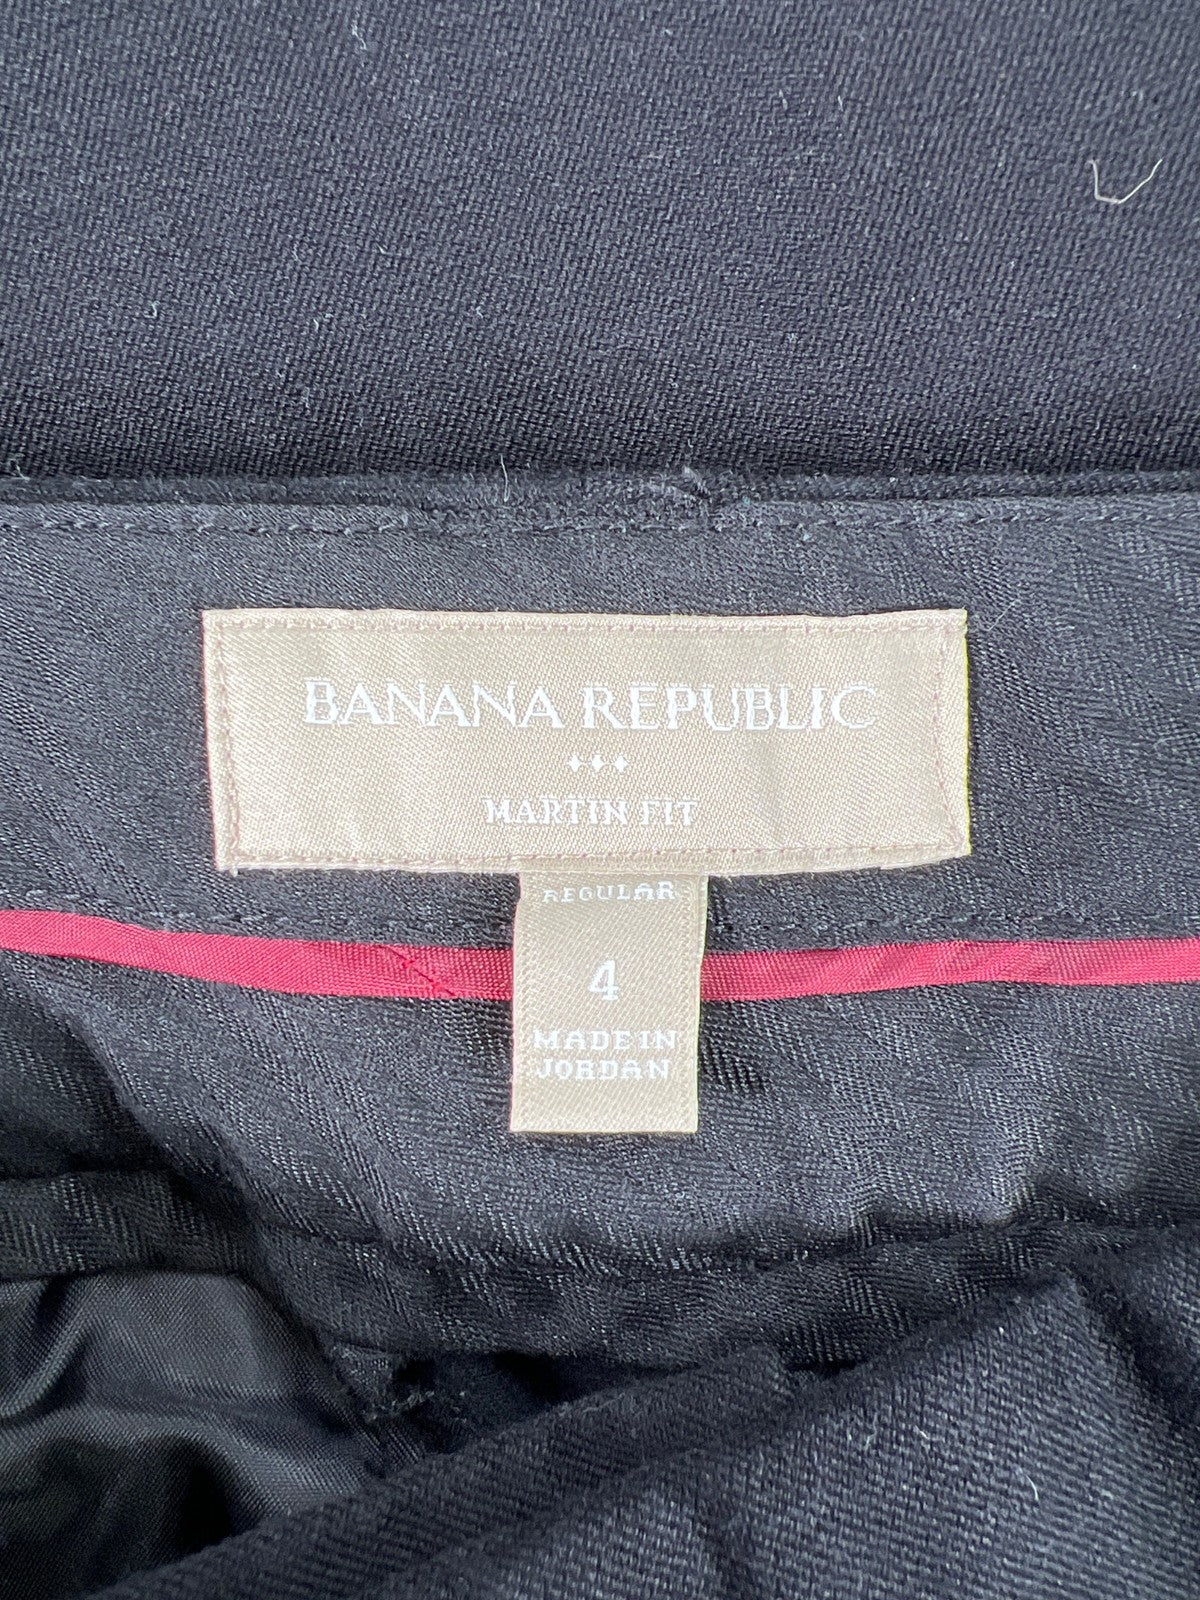 BANANA REPUBLIC
MARTIN FIT
REGULAR
4
MADE IN
JORDAN